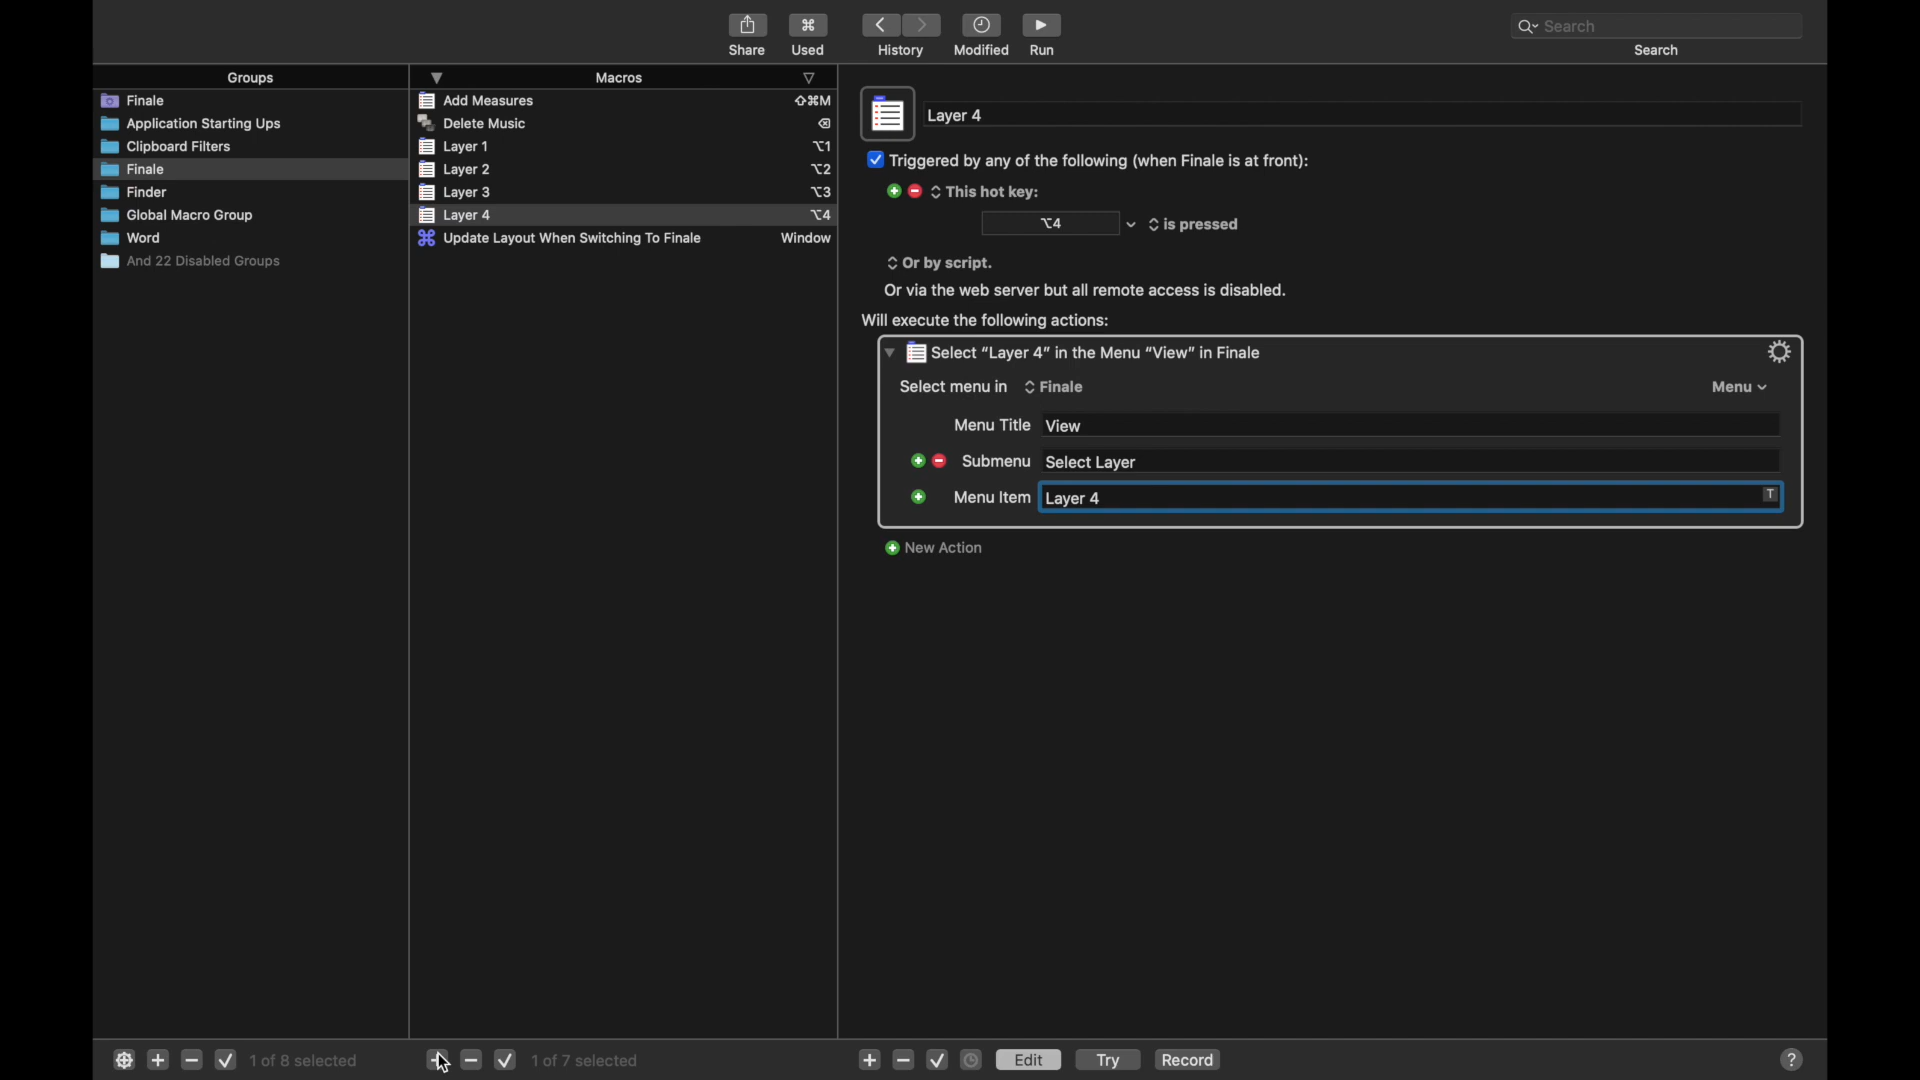 Share
Used
History
Modified
Run
Search
Search
Groups
Finale
Application Starting Ups
Clipboard Filters
Finale
Finder
Global Macro Group
Word
And 22 Disabled Groups
Macros
Add Measures ⇧⌘M
Delete Music ⌫
Layer 1 ⌥1
Layer 2 ⌥2
Layer 3 ⌥3
Layer 4 ⌥4
Update Layout When Switching To Finale Window
Layer 4
Triggered by any of the following (when Finale is at front):
This hot key:
⌥4 is pressed
Or by script.
Or via the web server but all remote access is disabled.
Will execute the following actions:
Select “Layer 4” in the Menu “View” in Finale
Select menu in Finale Menu
Menu Title View
Submenu Select Layer
Menu Item Layer 4 T
New Action
1 of 8 selected
1 of 7 selected
Edit
Try
Record
?